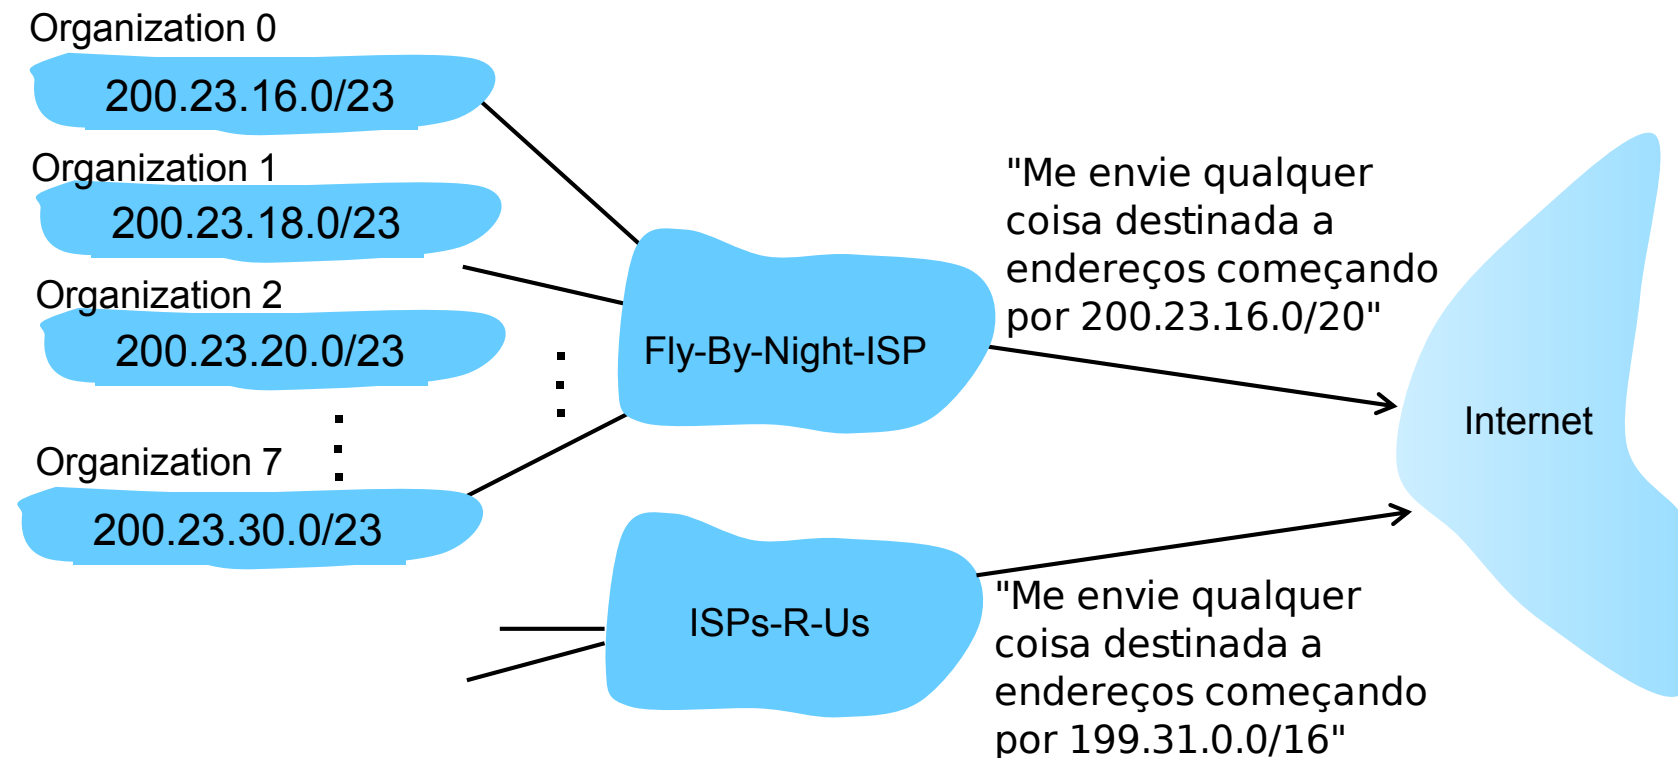 Organization 0
200.23.16.0/23
Organization 1
200.23.18.0/23
Organization 2
200.23.20.0/23
Organization 7
200.23.30.0/23
Fly-By-Night-ISP
"Me envie qualquer
coisa destinada a
endereços começando
por 200.23.16.0/20"
Internet
ISPs-R-Us
"Me envie qualquer
coisa destinada a
endereços começando
por 199.31.0.0/16"